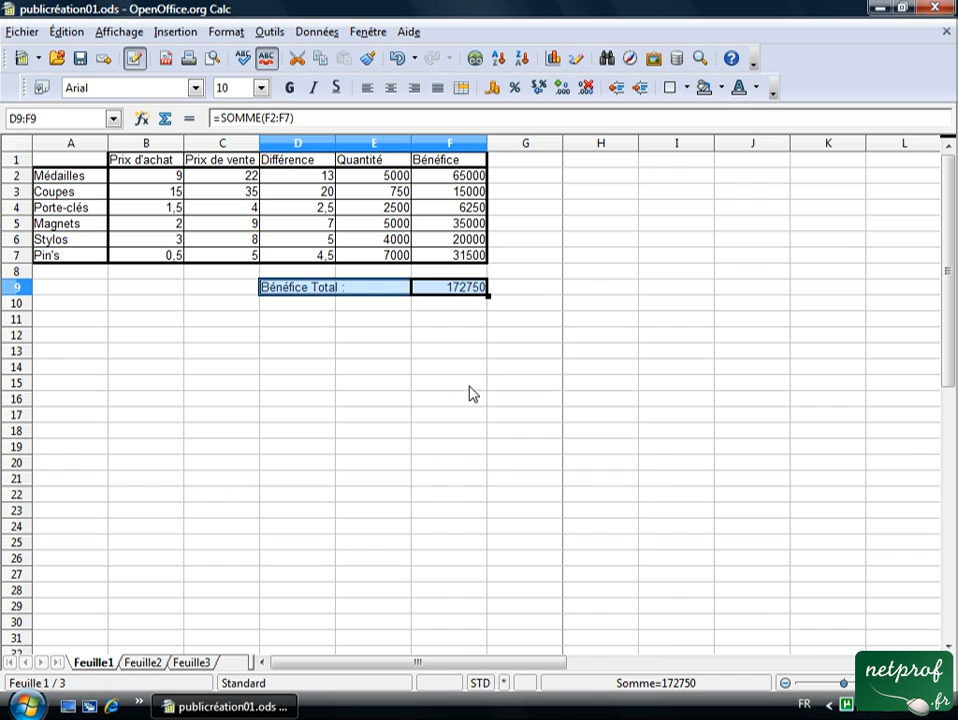 publicréation01.ods - OpenOffice.org Calc
Fichier Édition Affichage Insertion Format Outils Données Fenêtre Aide
Arial 10 G I S
D9:F9 =SOMME(F2:F7)
A B C D E F G H I J K L
1 Prix d'achat Prix de vente Différence Quantité Bénéfice
2 Médailles 9 22 13 5000 65000
3 Coupes 15 35 20 750 15000
4 Porte-clés 1,5 4 2,5 2500 6250
5 Magnets 2 9 7 5000 35000
6 Stylos 3 8 5 4000 20000
7 Pin's 0,5 5 4,5 7000 31500
8
9 Bénéfice Total : 172750
10
11
12
13
14
15
16
17
18
19
20
21
22
23
24
25
26
27
28
29
30
31
Feuille1 Feuille2 Feuille3
Feuille 1 / 3 Standard STD * Somme=172750
publicréation01.ods ... FR
netprof
.fr